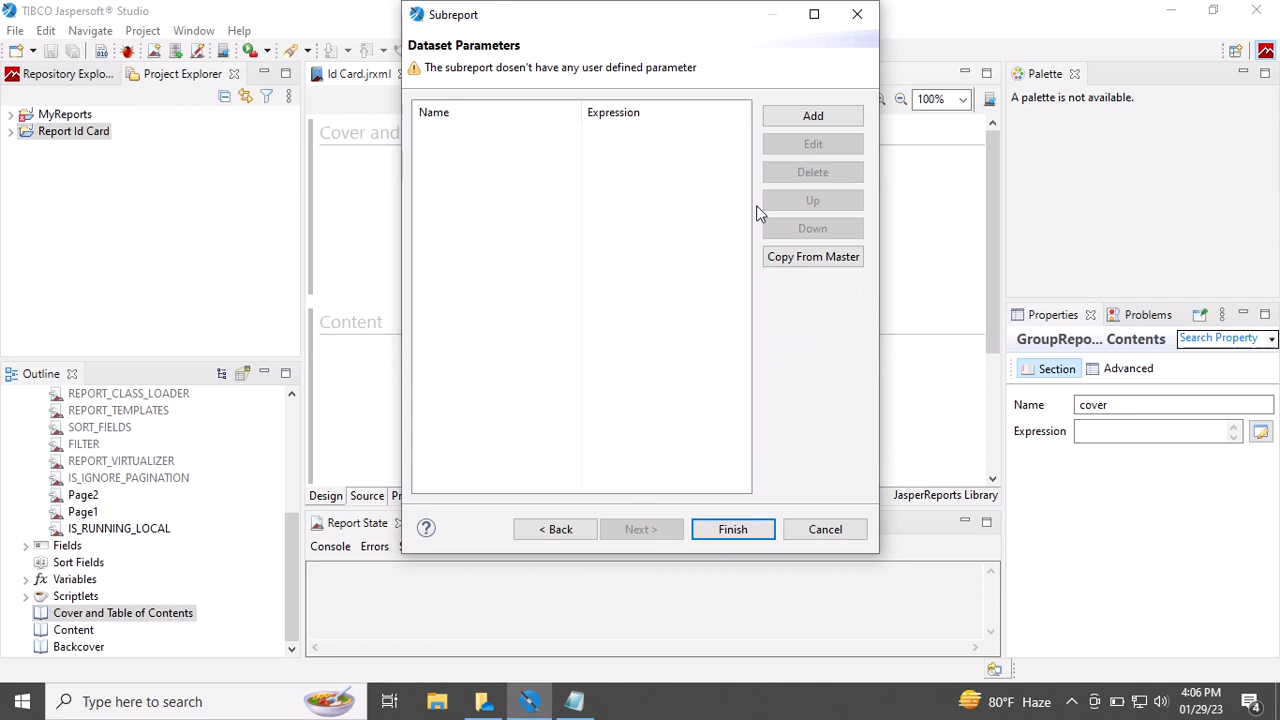 TIBCO Jaspersoft® Studio
File Edit Navigate Project Window Help
Subreport
Dataset Parameters
The subreport dosen't have any user defined parameter
Name Expression
Add
Edit
Delete
Up
Down
Copy From Master
< Back Next > Finish Cancel
Repository Explo... Project Explorer
MyReports
Report Id Card
Id Card.jrxml
100%
Cover and
Content
Design Source
JasperReports Library
Report State
Console Errors
Palette
A palette is not available.
Properties Problems
GroupRepo... Contents Search Property
Section Advanced
Name cover
Expression
Outline
REPORT_CLASS_LOADER
REPORT_TEMPLATES
SORT_FIELDS
FILTER
REPORT_VIRTUALIZER
IS_IGNORE_PAGINATION
Page2
Page1
IS_RUNNING_LOCAL
Fields
Sort Fields
fx Variables
Scriptlets
Cover and Table of Contents
Content
Backcover
Type here to search
80°F Haze
4:06 PM
01/29/23
4